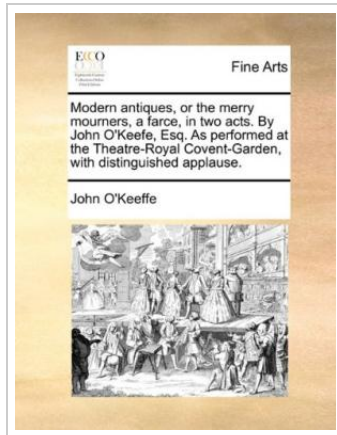 ECCO
Fine Arts
Modern antiques, or the merry
mourners, a farce, in two acts. By
John O'Keefe, Esq. As performed at
the Theatre-Royal Covent-Garden,
with distinguished applause.
John O'Keeffe